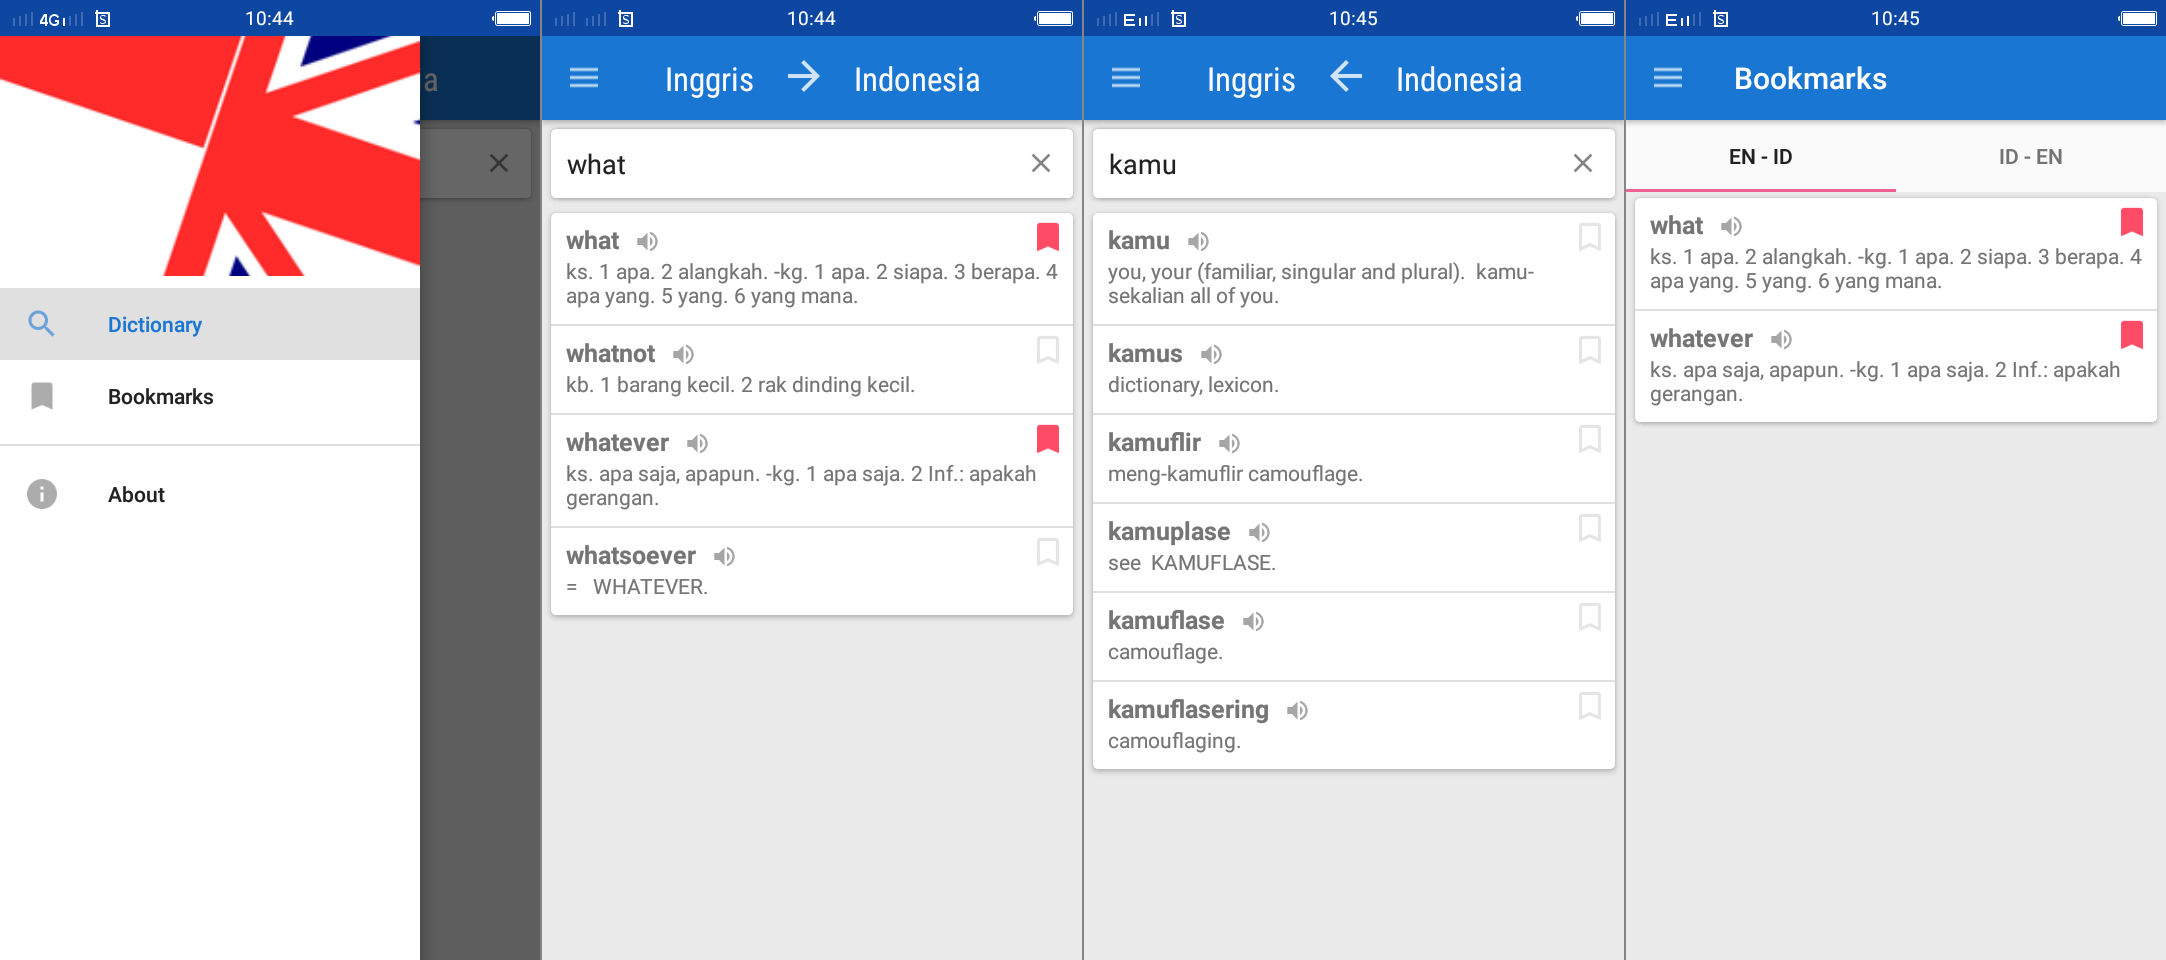 4G
10:44
a
Dictionary
Bookmarks
About
10:44
Inggris
Indonesia
what
what
ks. 1 apa. 2 alangkah. -kg. 1 apa. 2 siapa. 3 berapa. 4
apa yang. 5 yang. 6 yang mana.
whatnot
kb. 1 barang kecil. 2 rak dinding kecil.
whatever
ks. apa saja, apapun. -kg. 1 apa saja. 2 Inf.: apakah
gerangan.
whatsoever
= WHATEVER.
E
10:45
Inggris
Indonesia
kamu
kamu
you, your (familiar, singular and plural). kamu-
sekalian all of you.
kamus
dictionary, lexicon.
kamuflir
meng-kamuflir camouflage.
kamuplase
see KAMUFLASE.
kamuflase
camouflage.
kamuflasering
camouflaging.
E
10:45
Bookmarks
EN - ID
ID - EN
what
ks. 1 apa. 2 alangkah. -kg. 1 apa. 2 siapa. 3 berapa. 4
apa yang. 5 yang. 6 yang mana.
whatever
ks. apa saja, apapun. -kg. 1 apa saja. 2 Inf.: apakah
gerangan.